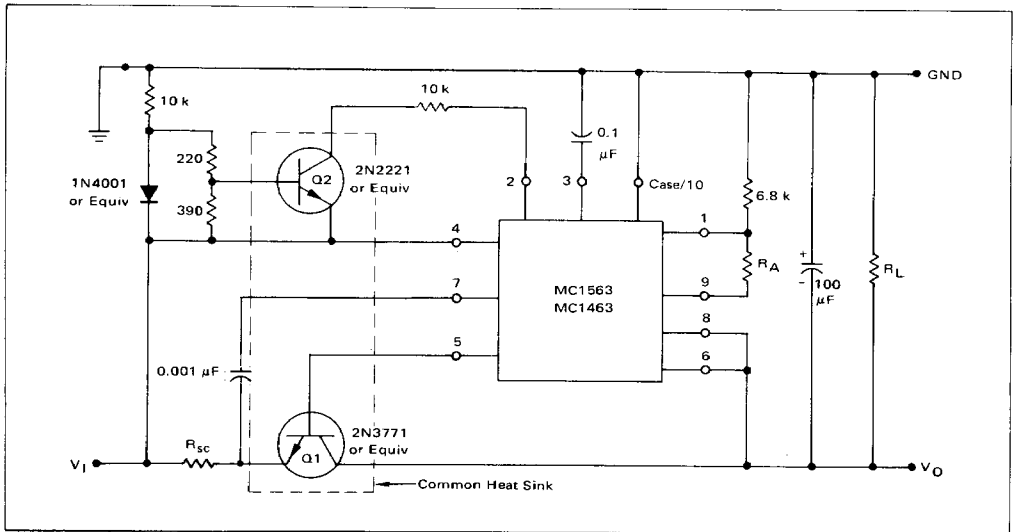 GND
10 k
10 k
0.1
μF
220
2N2221
or Equiv
Q2
1N4001
or Equiv
390
2
3
Case/10
6.8 k
4
1
RA
MC1563
MC1463
7
9
100
μF
+
-
RL
8
5
6
0.001 μF
2N3771
or Equiv
Rsc
Q1
VI
VO
Common Heat Sink